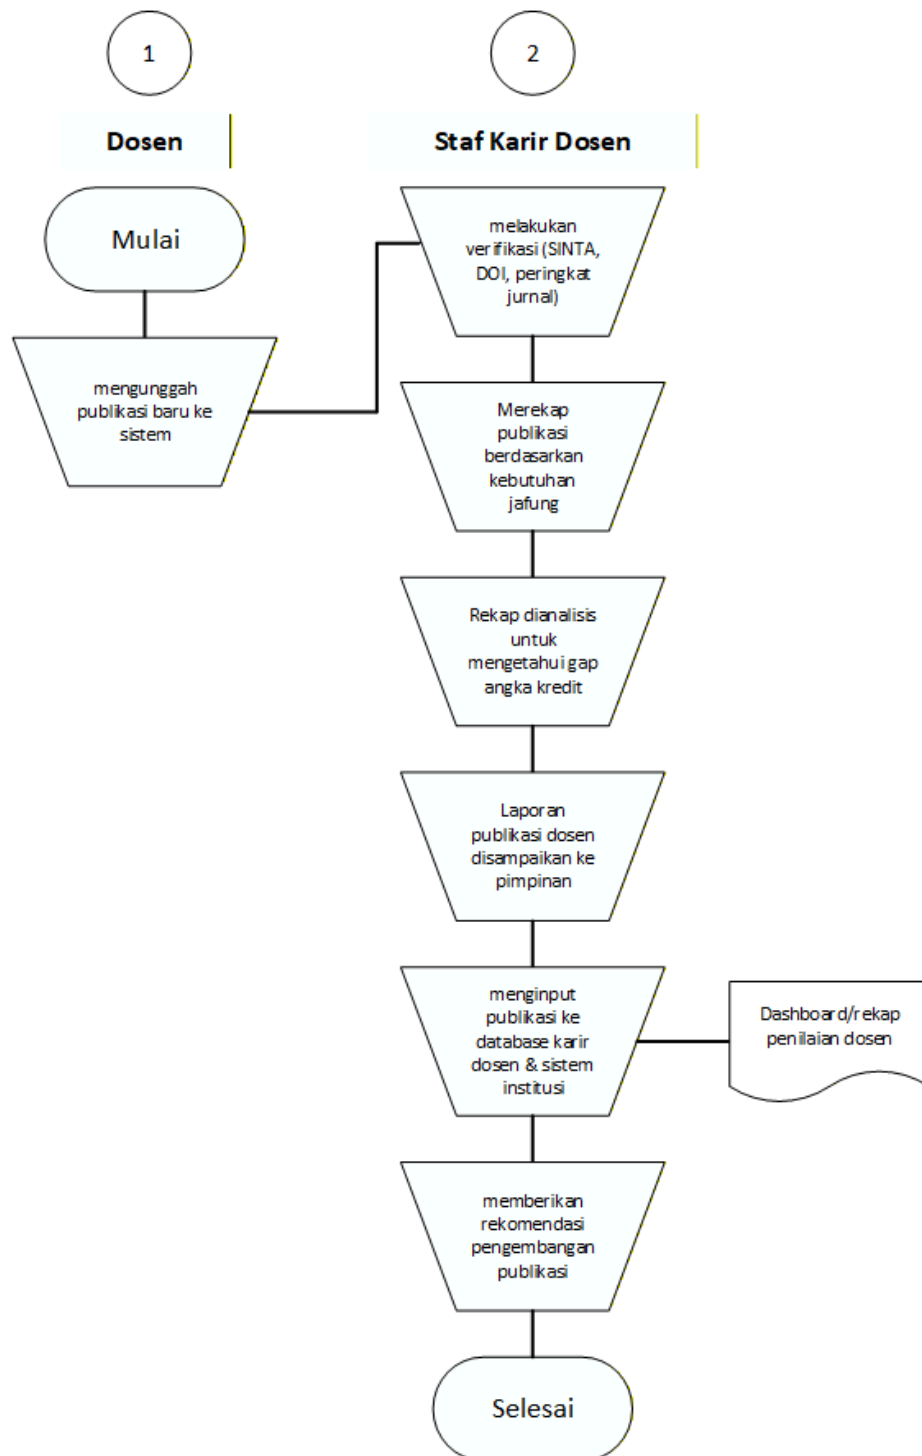 1
2
Dosen
Staf Karir Dosen
Mulai
mengunggah
publikasi baru ke
sistem
melakukan
verifikasi (SINTA,
DOI, peringkat
jurnal)
Merekap
publikasi
berdasarkan
kebutuhan
jafung
Rekap dianalisis
untuk
mengetahui gap
angka kredit
Laporan
publikasi dosen
disampaikan ke
pimpinan
menginput
publikasi ke
database karir
dosen & sistem
institusi
Dashboard/rekap
penilaian dosen
memberikan
rekomendasi
pengembangan
publikasi
Selesai